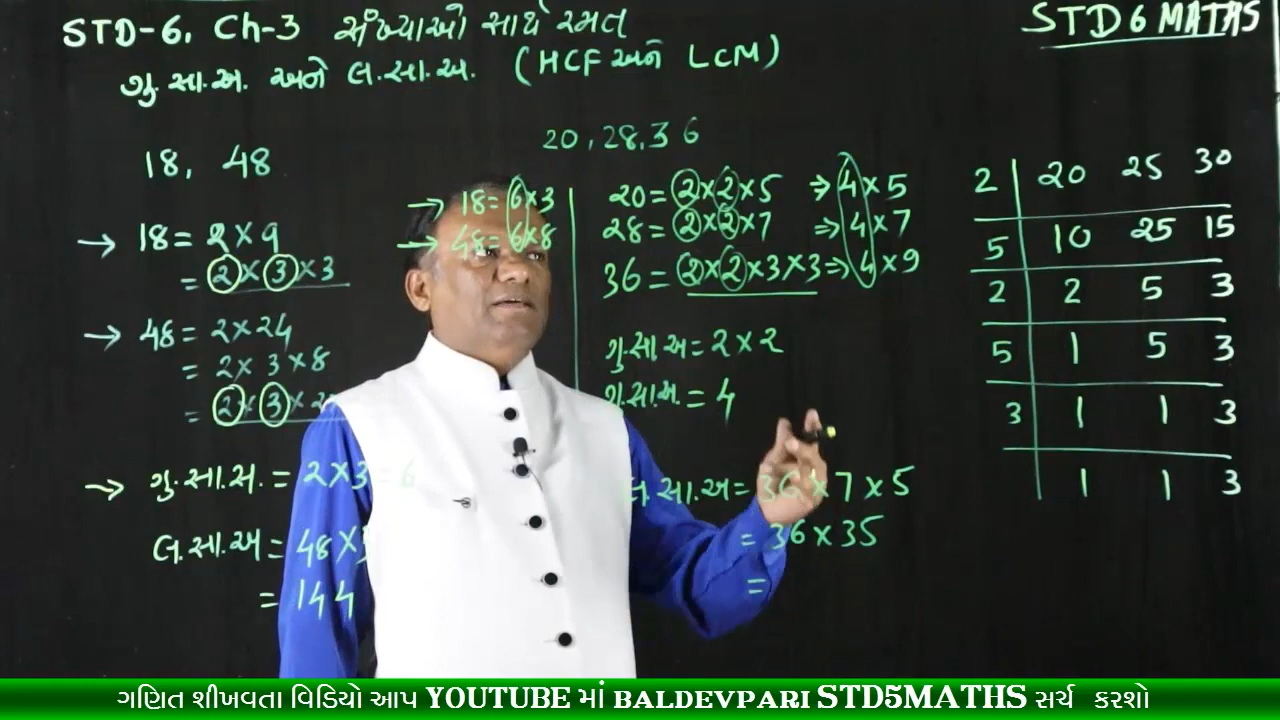 STD-6. Ch-3 સંખ્યાઓ સાથે રમત
STD 6 MATHS
ગુ.સા.અ. અને લ.સા.અ. (HCF અને LCM)
18, 48
→ 18 = 2 × 9
= 2 × 3 × 3
→ 48 = 2 × 24
= 2 × 3 × 8
= 2 × 3 × 2
→ ગુ.સા.અ. = 2 × 3 = 6
લ.સા.અ = 48 × 3
= 144
→ 18 = 6 × 3
→ 48 = 6 × 8
20, 28, 36
20 = 2 × 2 × 5 ⇒ 4 × 5
28 = 2 × 2 × 7 ⇒ 4 × 7
36 = 2 × 2 × 3 × 3 ⇒ 4 × 9
ગુ.સા.અ = 2 × 2
ગુ.સા.અ. = 4
લ.સા.અ = 36 × 7 × 5
= 36 × 35
=
2 | 20 25 30
5 | 10 25 15
2 | 2 5 3
5 | 1 5 3
3 | 1 1 3
| 1 1 3
ગણિત શીખવતા વિડિયો આપ YOUTUBE માં BALDEVPARI STD5MATHS સર્ચ કરશો